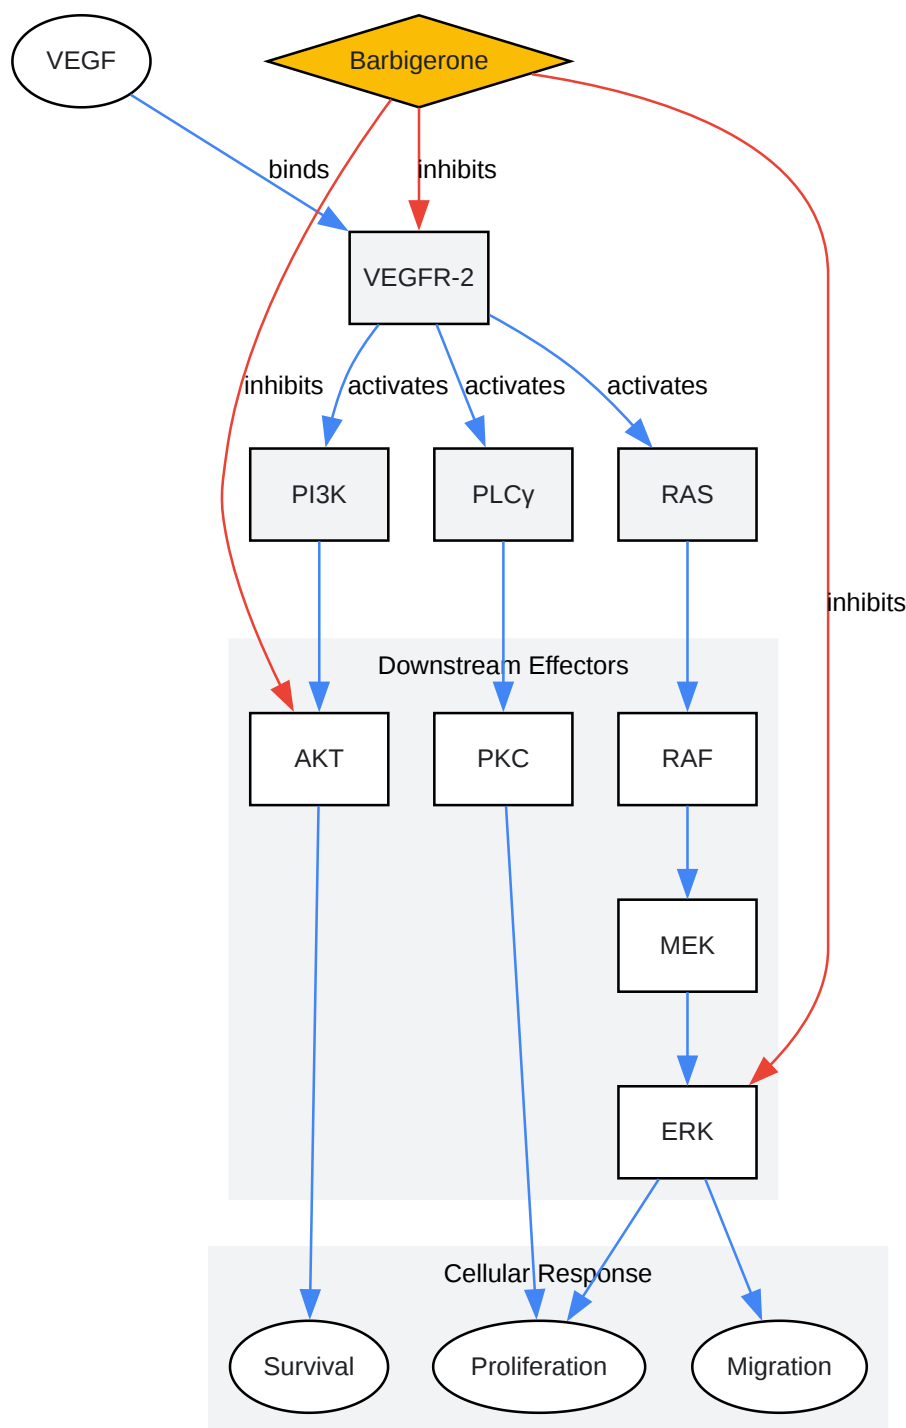 VEGF
Barbigerone
binds
inhibits
VEGFR-2
inhibits
activates
activates
activates
PI3K
PLCγ
RAS
inhibits
Downstream Effectors
AKT
PKC
RAF
MEK
ERK
Cellular Response
Survival
Proliferation
Migration